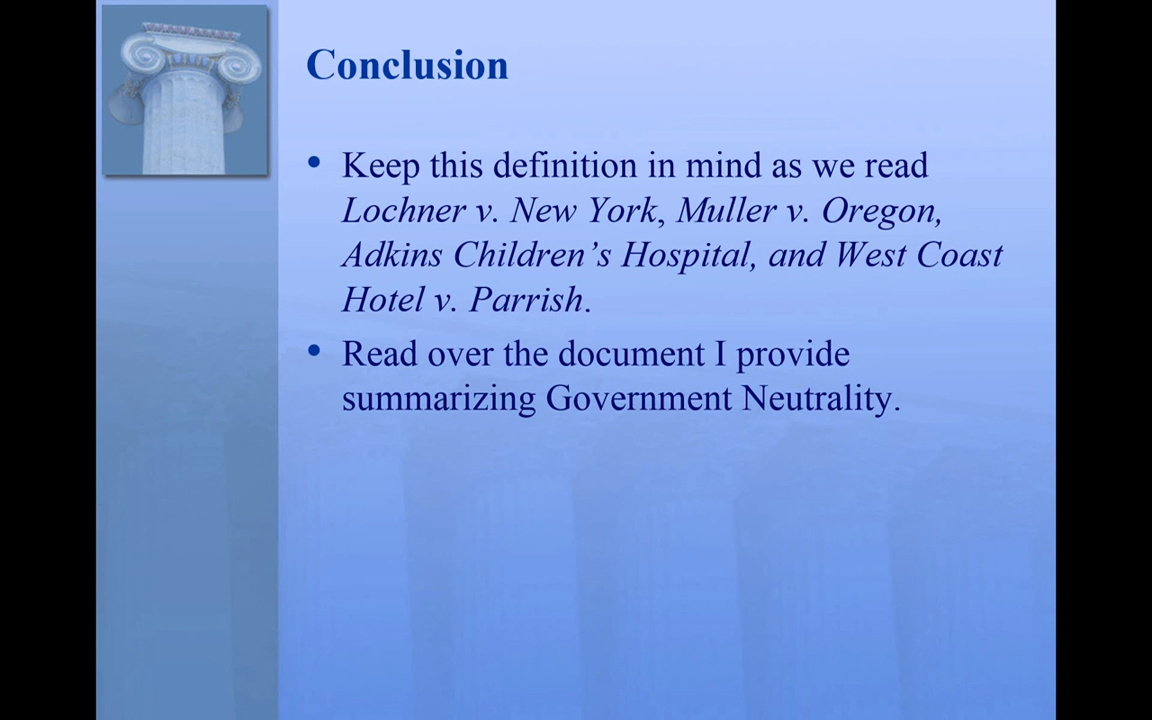 Conclusion
• Keep this definition in mind as we read
Lochner v. New York, Muller v. Oregon,
Adkins Children’s Hospital, and West Coast
Hotel v. Parrish.
• Read over the document I provide
summarizing Government Neutrality.